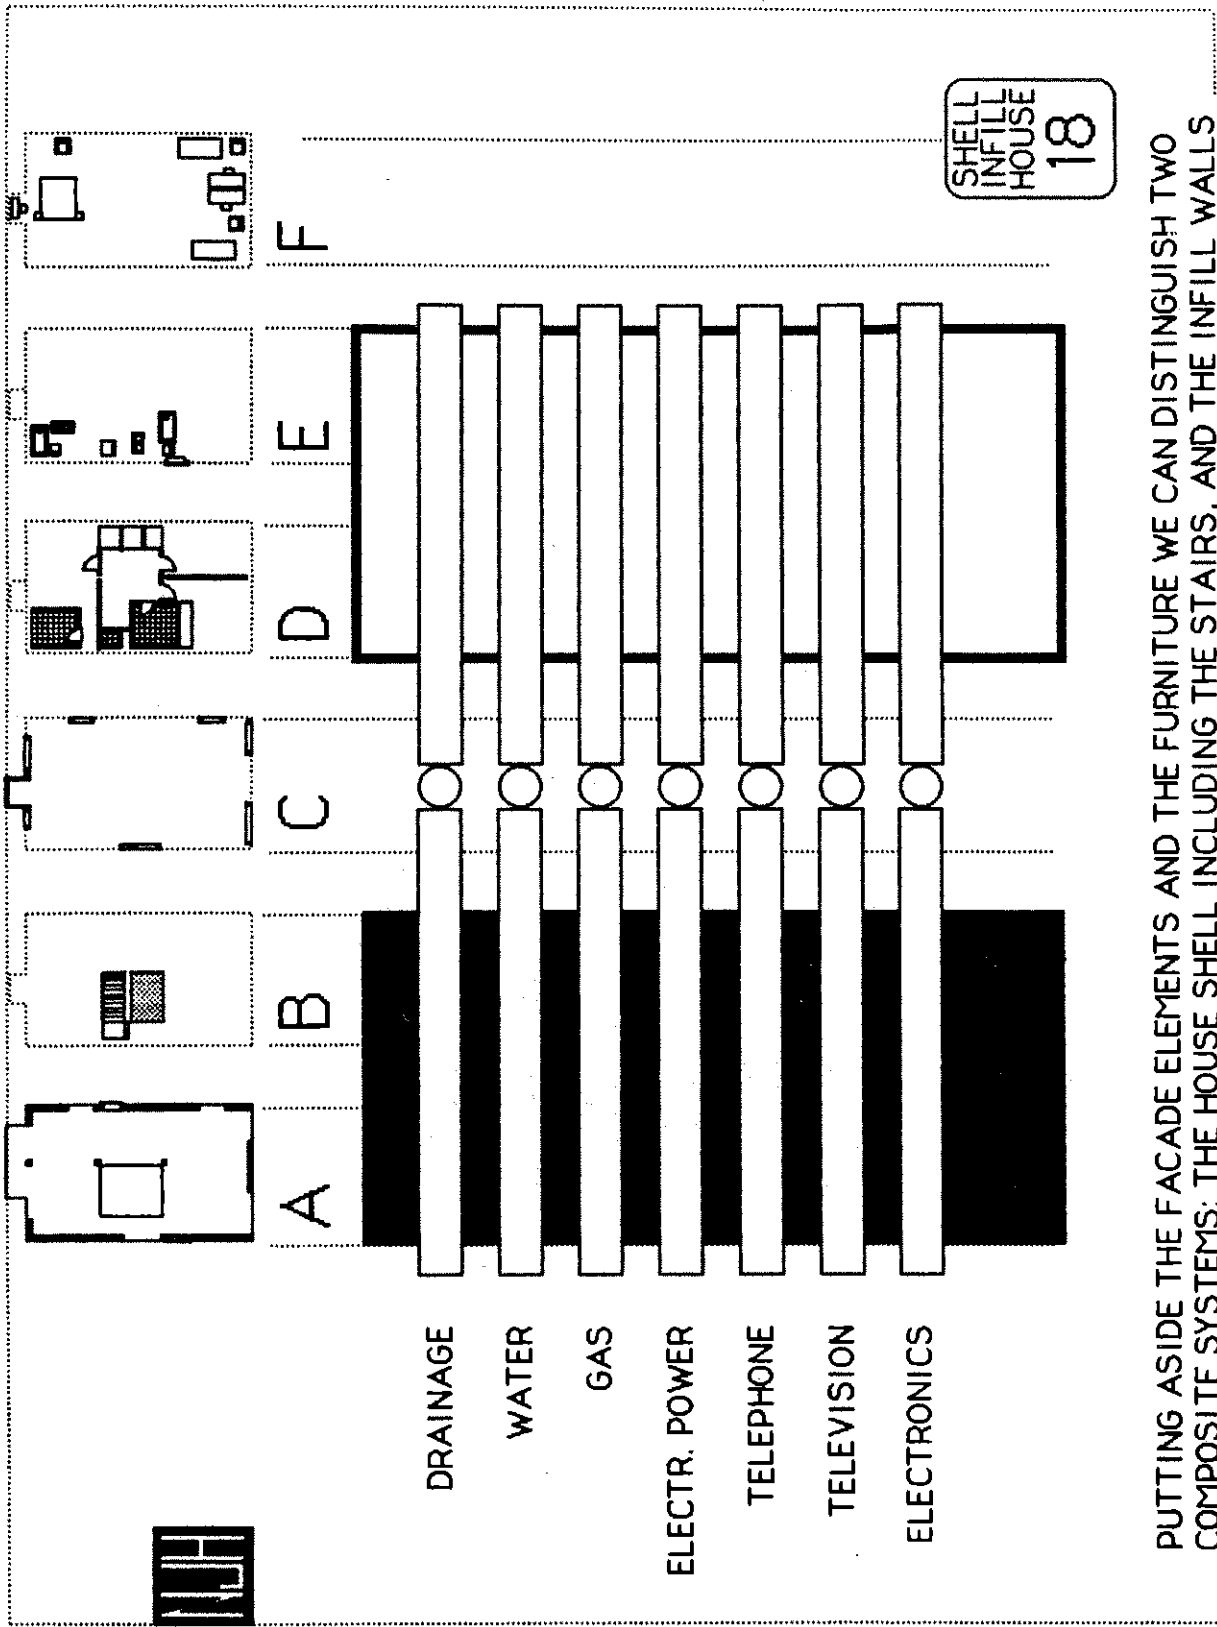 NJH
A B C D E F
DRAINAGE
WATER
GAS
ELECTR. POWER
TELEPHONE
TELEVISION
ELECTRONICS
SHELL
INFILL
HOUSE
18
PUTTING ASIDE THE FACADE ELEMENTS AND THE FURNITURE WE CAN DISTINGUISH TWO
COMPOSITE SYSTEMS: THE HOUSE SHELL INCLUDING THE STAIRS, AND THE INFILL WALLS